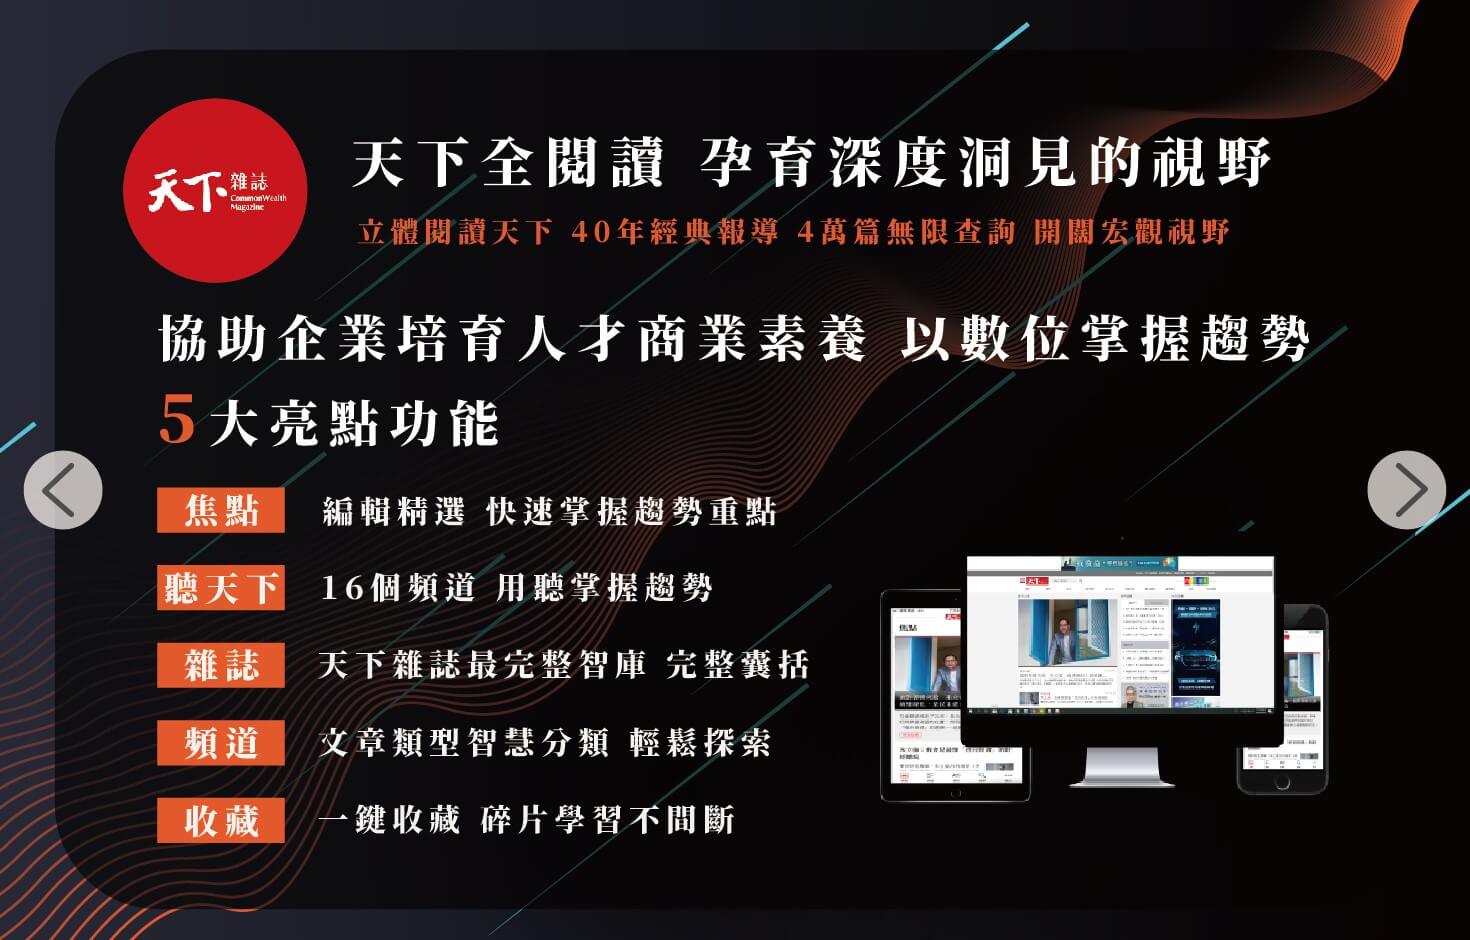 天下雜誌
CommonWealth
Magazine
天下全閱讀 孕育深度洞見的視野
立體閱讀天下 40年經典報導 4萬篇無限查詢 開闊宏觀視野
協助企業培育人才商業素養 以數位掌握趨勢
5大亮點功能
焦點 編輯精選 快速掌握趨勢重點
聽天下 16個頻道 用聽掌握趨勢
雜誌 天下雜誌最完整智庫 完整囊括
頻道 文章類型智慧分類 輕鬆探索
收藏 一鍵收藏 碎片學習不間斷
焦點